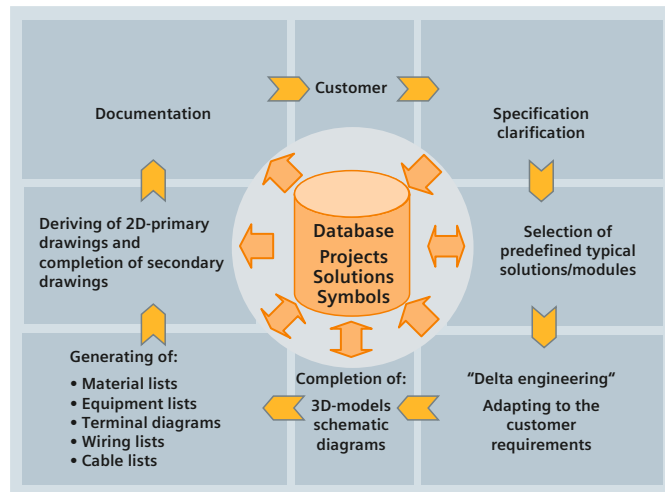 Documentation
Customer
Specification
clarification
Deriving of 2D-primary
drawings and
completion of secondary
drawings
Database
Projects
Solutions
Symbols
Selection of
predefined typical
solutions/modules
Generating of:
• Material lists
• Equipment lists
• Terminal diagrams
• Wiring lists
• Cable lists
Completion of:
3D-models
schematic
diagrams
“Delta engineering“
Adapting to the
customer
requirements